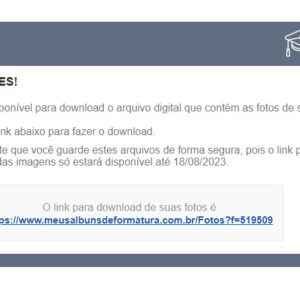 ES!
ponível para download o arquivo digital que contém as fotos de s
nk abaixo para fazer o download.
te que você guarde estes arquivos de forma segura, pois o link p
das imagens só estará disponível até 18/08/2023.
O link para download de suas fotos é
ps://www.meusalbunsdeformatura.com.br/Fotos?f=519509